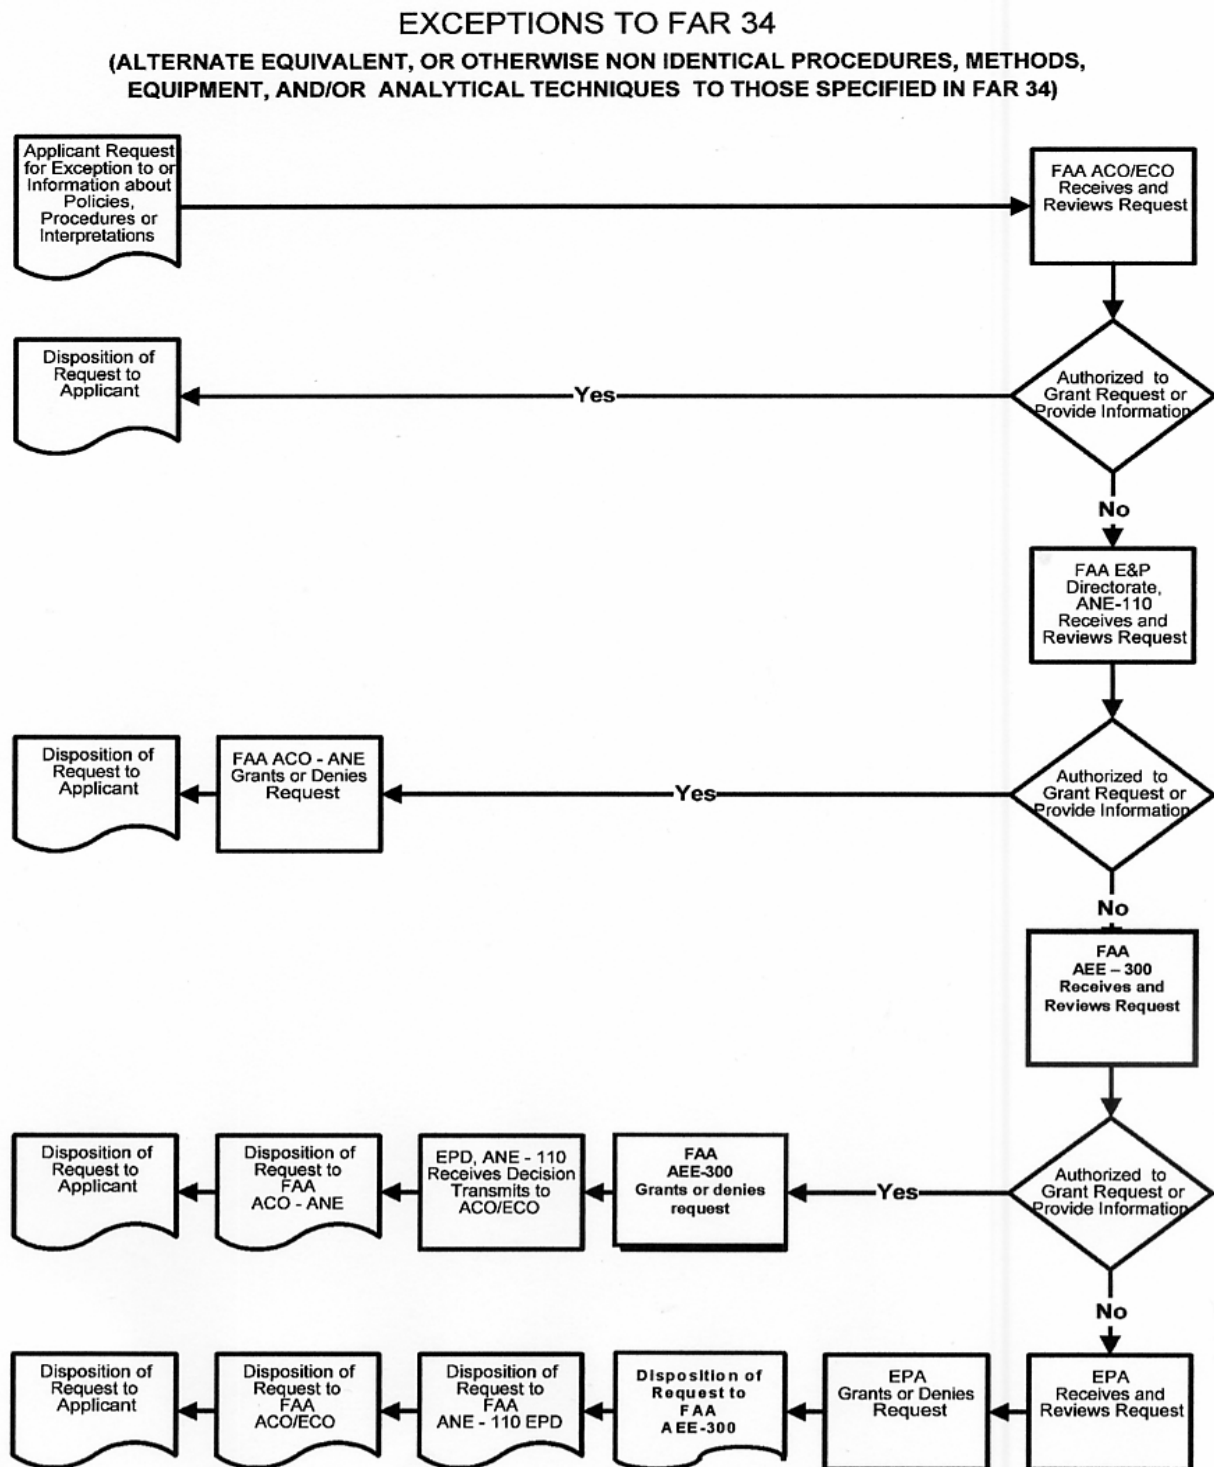 EXCEPTIONS TO FAR 34
(ALTERNATE EQUIVALENT, OR OTHERWISE NON IDENTICAL PROCEDURES, METHODS,
EQUIPMENT, AND/OR ANALYTICAL TECHNIQUES TO THOSE SPECIFIED IN FAR 34)
Applicant Request
for Exception to or
Information about
Policies,
Procedures or
Interpretations
FAA ACO/ECO
Receives and
Reviews Request
Disposition of
Request to
Applicant
Yes
Authorized to
Grant Request or
Provide Information
No
FAA E&P
Directorate,
ANE-110
Receives and
Reviews Request
Disposition of
Request to
Applicant
FAA ACO - ANE
Grants or Denies
Request
Yes
Authorized to
Grant Request or
Provide Information
No
FAA
AEE – 300
Receives and
Reviews Request
Disposition of
Request to
Applicant
Disposition of
Request to
FAA
ACO - ANE
EPD, ANE - 110
Receives Decision
Transmits to
ACO/ECO
FAA
AEE-300
Grants or denies
request
Yes
Authorized to
Grant Request or
Provide Information
No
Disposition of
Request to
Applicant
Disposition of
Request to
FAA
ACO/ECO
Disposition of
Request to
FAA
ANE - 110 EPD
Disposition of
Request to
FAA
AEE-300
EPA
Grants or Denies
Request
EPA
Receives and
Reviews Request